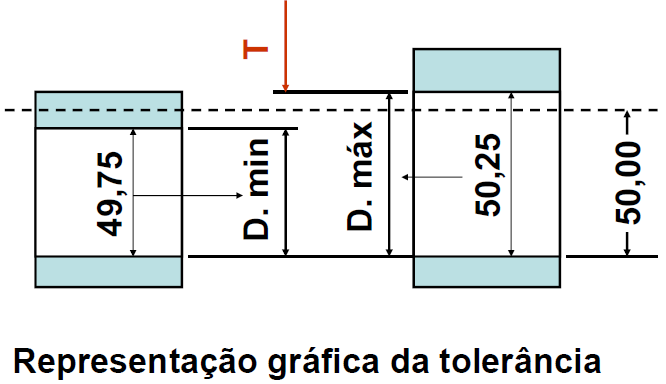 T
49,75
D. min
D. máx
50,25
50,00
Representação gráfica da tolerância